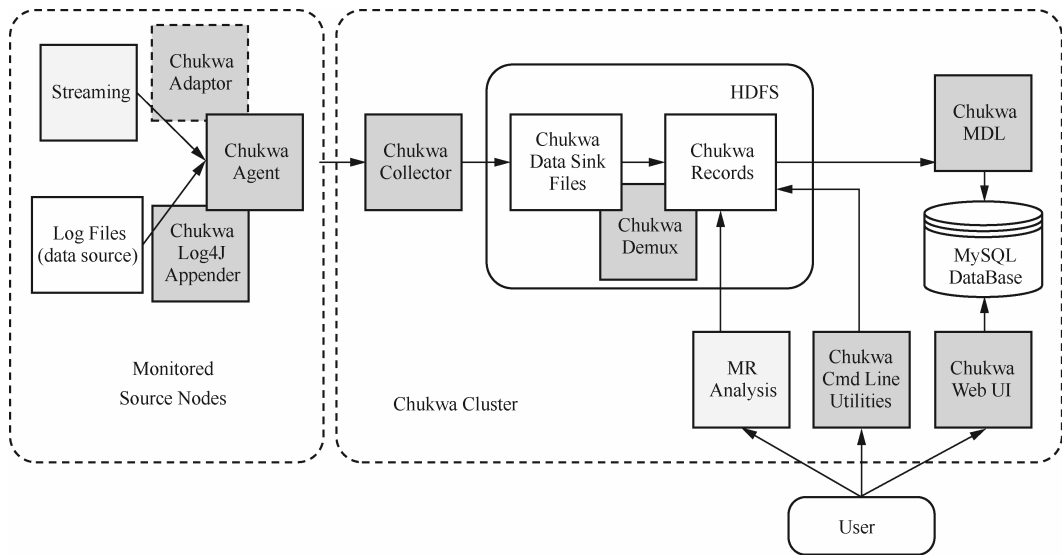 Streaming
Chukwa
Adaptor
Chukwa
Agent
Log Files
(data source)
Chukwa
Log4J
Appender
Monitored
Source Nodes
Chukwa
Collector
HDFS
Chukwa
Data Sink
Files
Chukwa
Records
Chukwa
Demux
Chukwa
MDL
MySQL
DataBase
MR
Analysis
Chukwa
Cmd Line
Utilities
Chukwa
Web UI
Chukwa Cluster
User